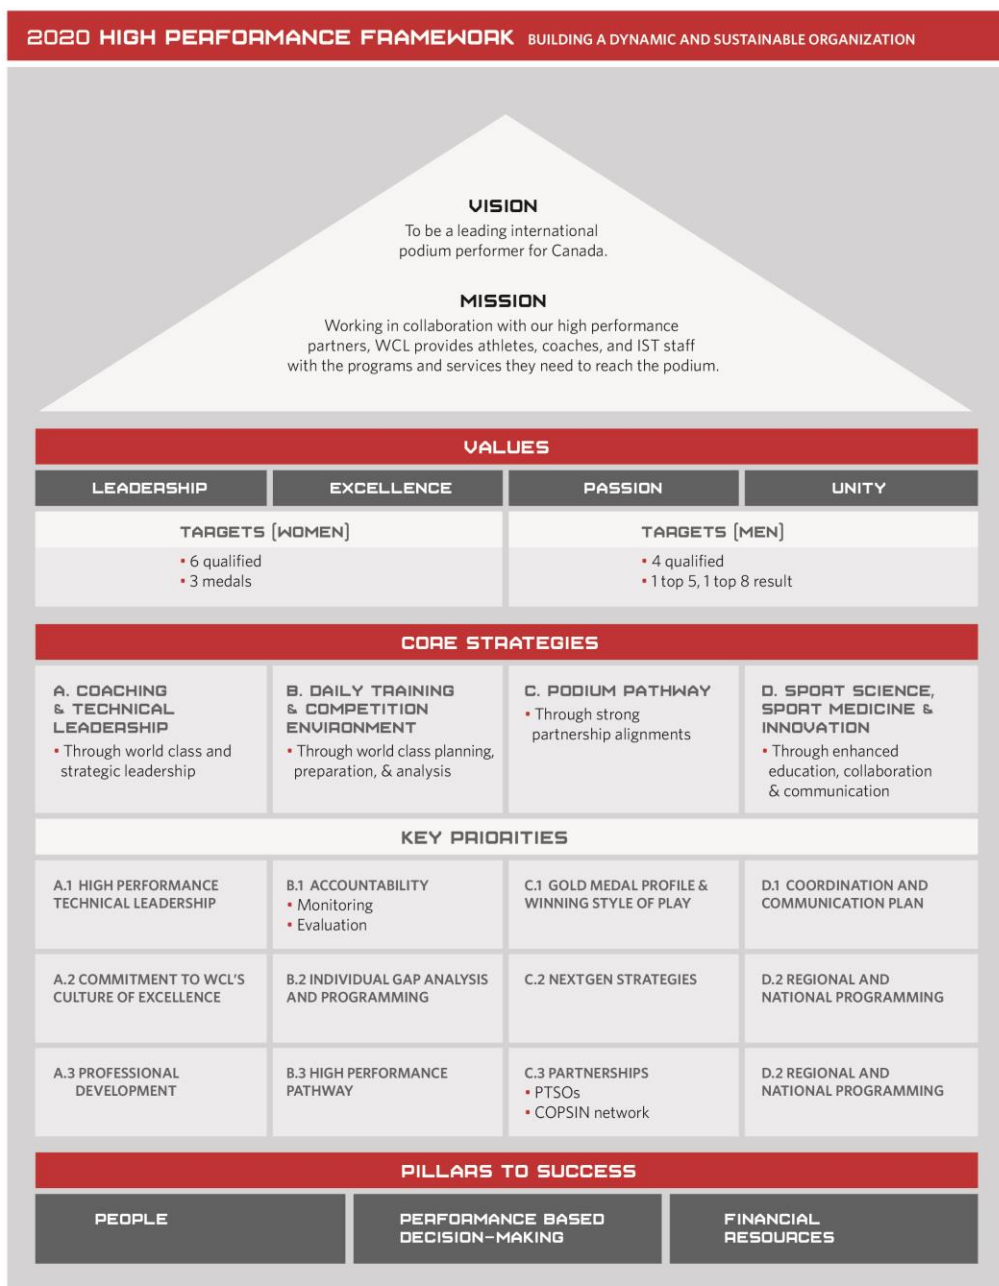 2020 HIGH PERFORMANCE FRAMEWORK BUILDING A DYNAMIC AND SUSTAINABLE ORGANIZATION
VISION
To be a leading international
podium performer for Canada.
MISSION
Working in collaboration with our high performance
partners, WCL provides athletes, coaches, and IST staff
with the programs and services they need to reach the podium.
VALUES
LEADERSHIP
EXCELLENCE
PASSION
UNITY
TARGETS (WOMEN)
• 6 qualified
• 3 medals
TARGETS (MEN)
• 4 qualified
• 1 top 5, 1 top 8 result
CORE STRATEGIES
A. COACHING
& TECHNICAL
LEADERSHIP
• Through world class and
strategic leadership
B. DAILY TRAINING
& COMPETITION
ENVIRONMENT
• Through world class planning,
preparation, & analysis
C. PODIUM PATHWAY
• Through strong
partnership alignments
D. SPORT SCIENCE,
SPORT MEDICINE &
INNOVATION
• Through enhanced
education, collaboration
& communication
KEY PRIORITIES
A.1 HIGH PERFORMANCE
TECHNICAL LEADERSHIP
B.1 ACCOUNTABILITY
• Monitoring
• Evaluation
C.1 GOLD MEDAL PROFILE &
WINNING STYLE OF PLAY
D.1 COORDINATION AND
COMMUNICATION PLAN
A.2 COMMITMENT TO WCL'S
CULTURE OF EXCELLENCE
B.2 INDIVIDUAL GAP ANALYSIS
AND PROGRAMMING
C.2 NEXTGEN STRATEGIES
D.2 REGIONAL AND
NATIONAL PROGRAMMING
A.3 PROFESSIONAL
DEVELOPMENT
B.3 HIGH PERFORMANCE
PATHWAY
C.3 PARTNERSHIPS
• PTSOs
• COPSIN network
D.2 REGIONAL AND
NATIONAL PROGRAMMING
PILLARS TO SUCCESS
PEOPLE
PERFORMANCE BASED
DECISION-MAKING
FINANCIAL
RESOURCES